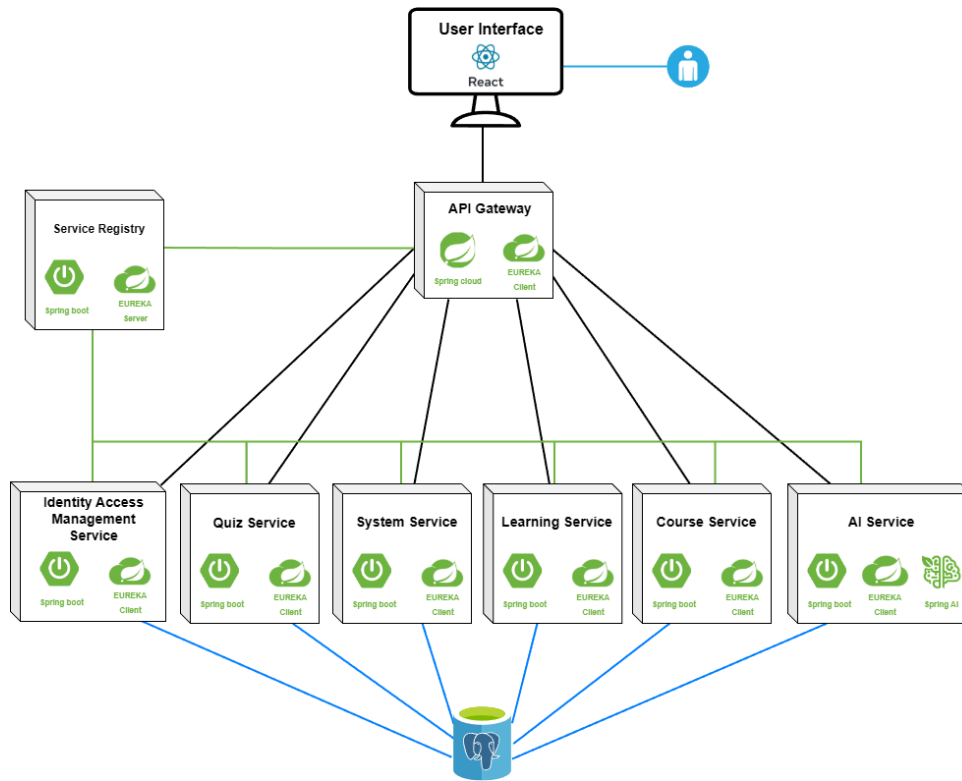 User Interface
React
API Gateway
Spring cloud
EUREKA
Client
Service Registry
Spring boot
EUREKA
Server
Identity Access
Management
Service
Spring boot
EUREKA
Client
Quiz Service
Spring boot
EUREKA
Client
System Service
Spring boot
EUREKA
Client
Learning Service
Spring boot
EUREKA
Client
Course Service
Spring boot
EUREKA
Client
AI Service
Spring boot
EUREKA
Client
Spring AI